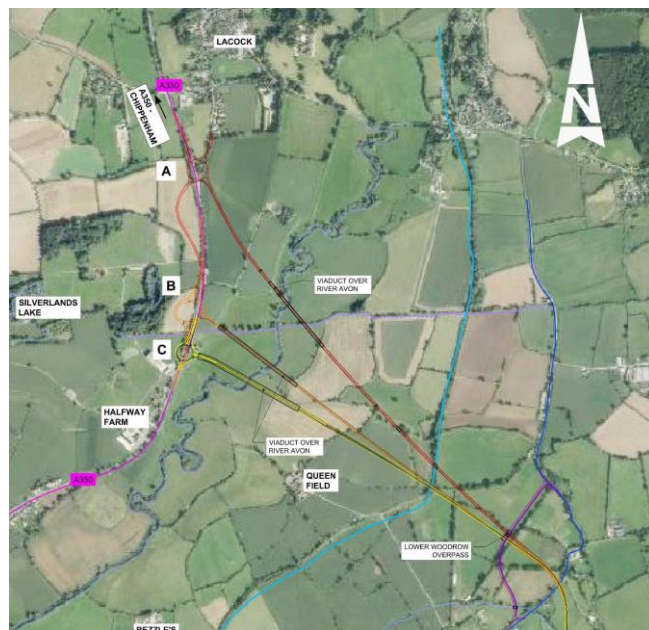 LACOCK
A350
A350 -
CHIPPENHAM
N
A
VIADUCT OVER
RIVER AVON
B
SILVERLANDS
LAKE
C
HALFWAY
FARM
VIADUCT OVER
RIVER AVON
A350
QUEEN
FIELD
LOWER WOODROW
OVERPASS